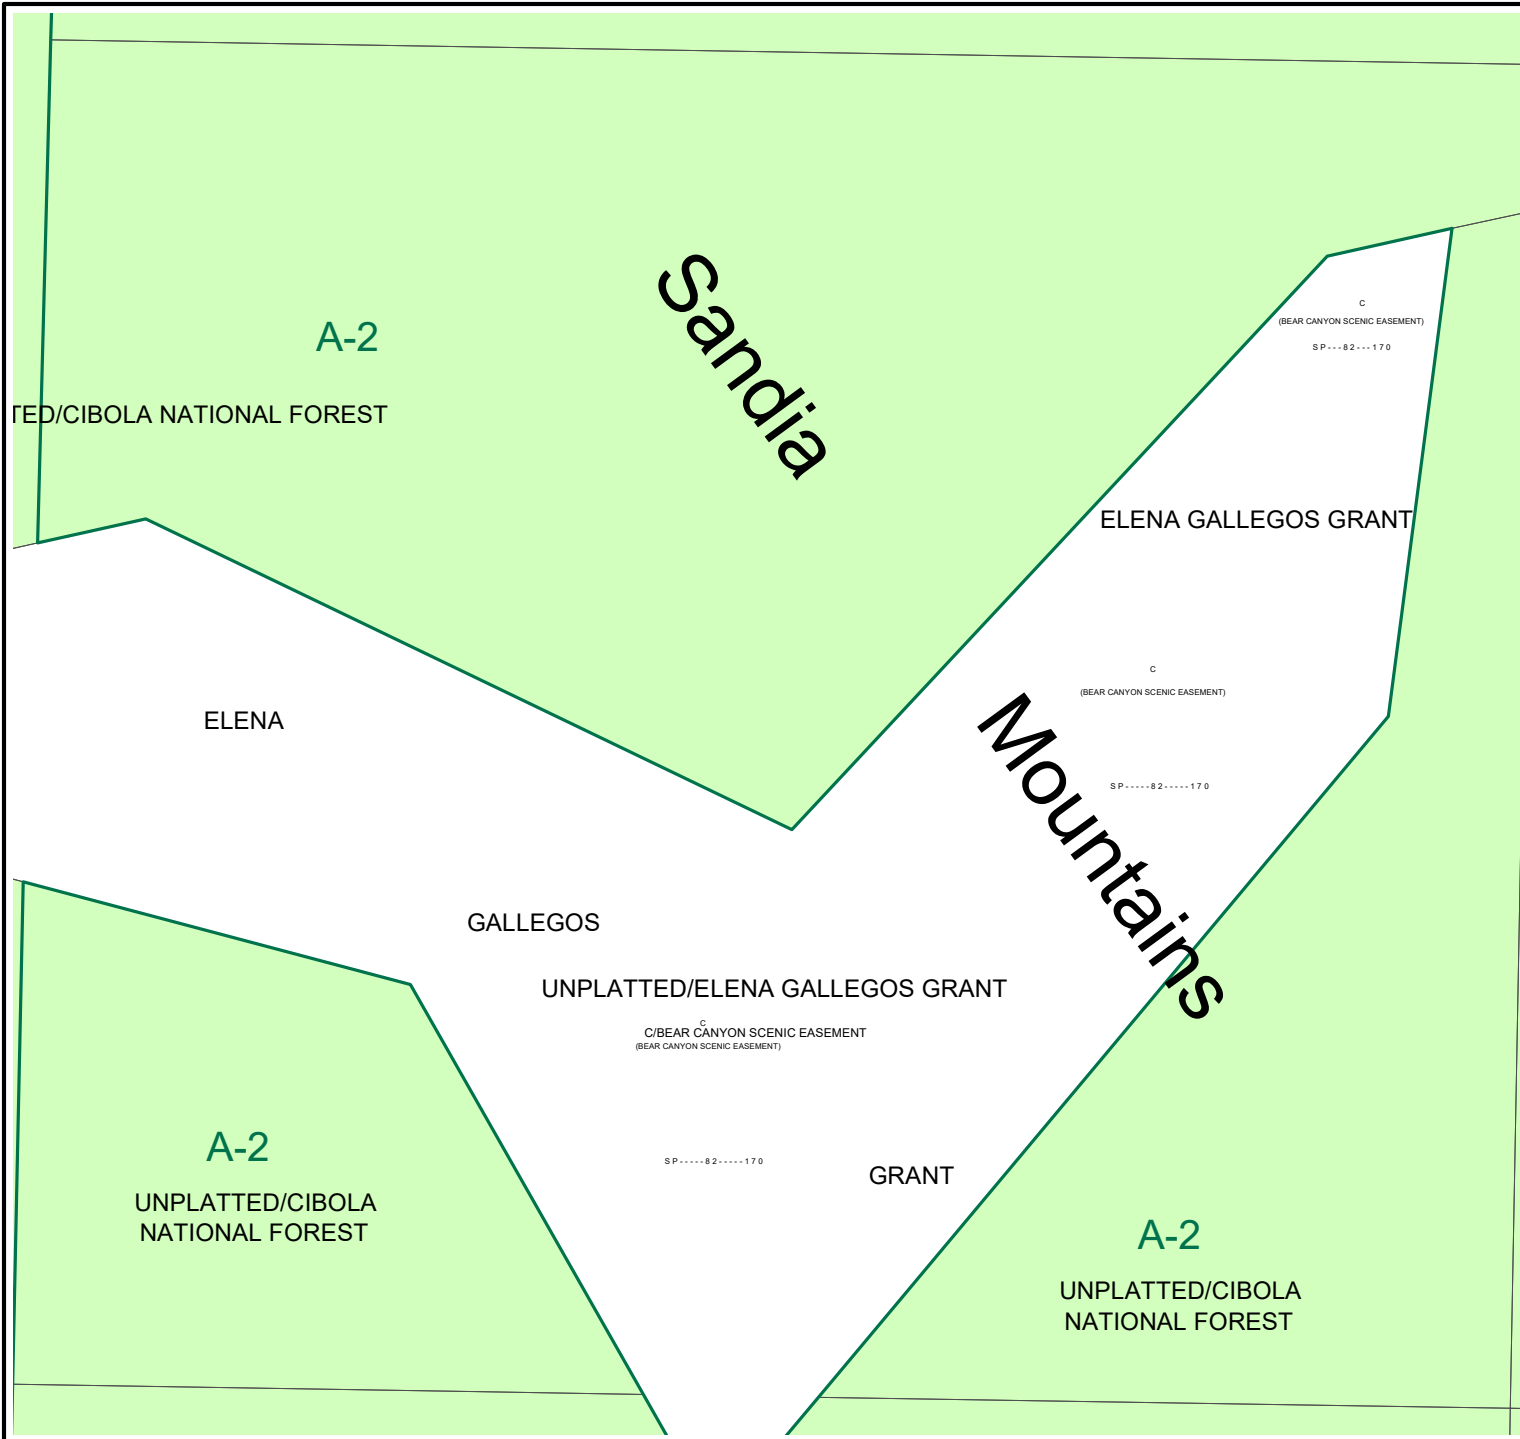 Sandia
C
(BEAR CANYON SCENIC EASEMENT)
SP---82---170
A-2
TED/CIBOLA NATIONAL FOREST
ELENA GALLEGOS GRANT
C
(BEAR CANYON SCENIC EASEMENT)
ELENA
Mountains
SP-----82-----170
GALLEGOS
UNPLATTED/ELENA GALLEGOS GRANT
C
C/BEAR CANYON SCENIC EASEMENT
(BEAR CANYON SCENIC EASEMENT)
A-2
SP-----82-----170
GRANT
UNPLATTED/CIBOLA
NATIONAL FOREST
A-2
UNPLATTED/CIBOLA
NATIONAL FOREST